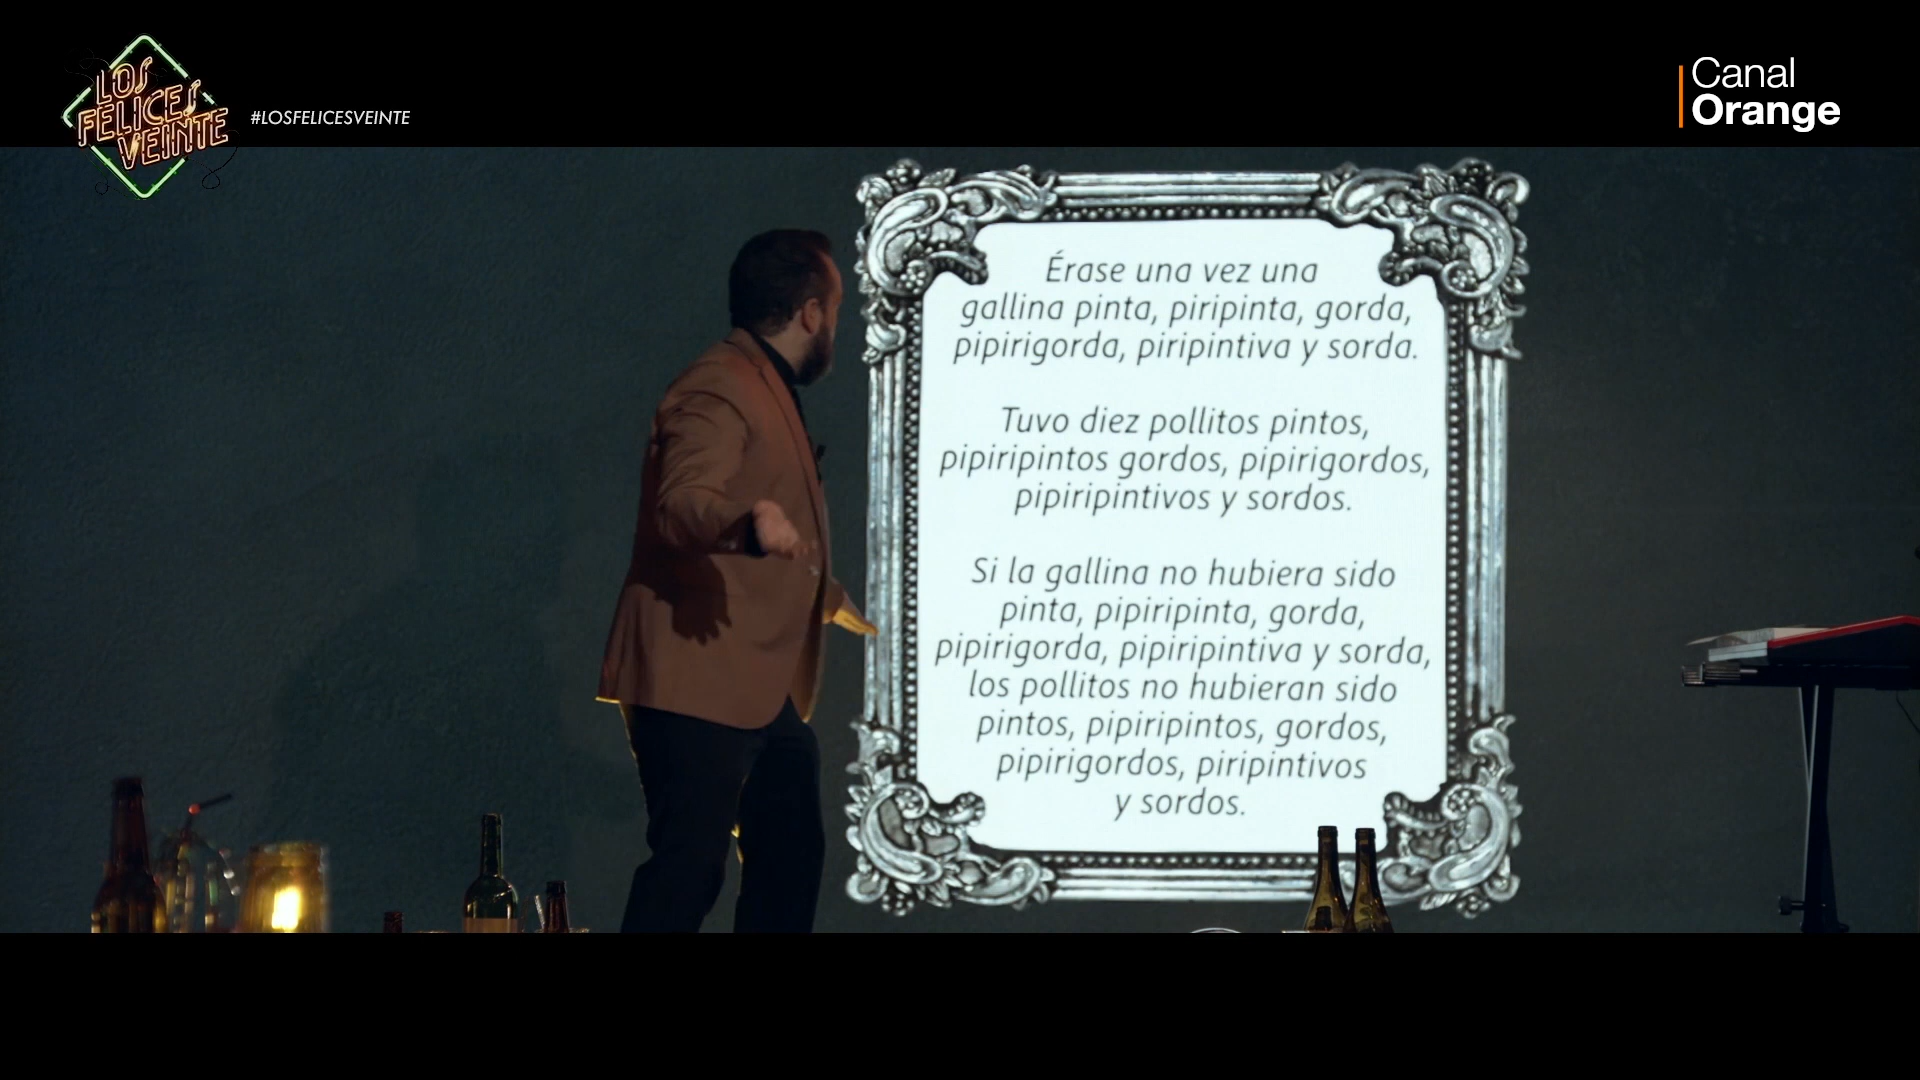 LOS
FELICES
VEINTE
#LOSFELICESVEINTE
Canal
Orange
Érase una vez una
gallina pinta, piripinta, gorda,
pipirigorda, piripintiva y sorda.
Tuvo diez pollitos pintos,
pipiripintos gordos, pipirigordos,
pipiripintivos y sordos.
Si la gallina no hubiera sido
pinta, pipiripinta, gorda,
pipirigorda, pipiripintiva y sorda,
los pollitos no hubieran sido
pintos, pipiripintos, gordos,
pipirigordos, piripintivos
y sordos.